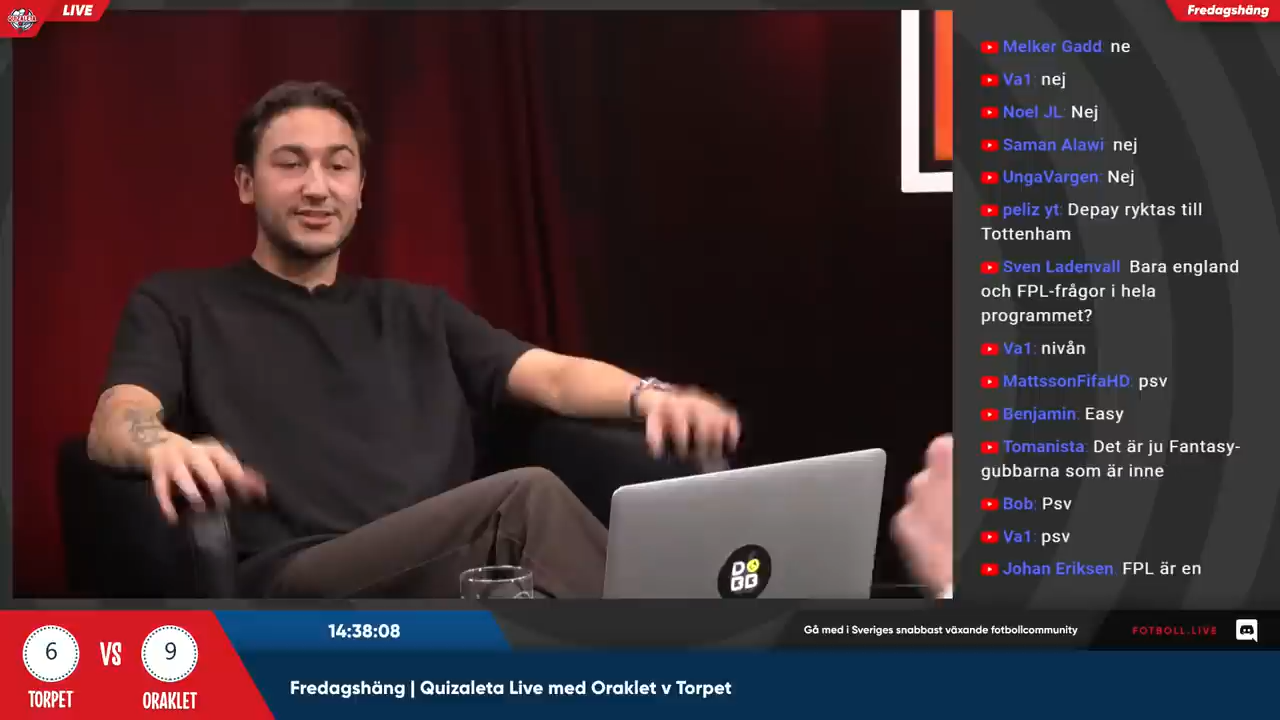 QUIZALETA
LIVE
Fredagshäng
Melker Gadd: ne
Va1: nej
Noel JL: Nej
Saman Alawi: nej
UngaVargen: Nej
peliz yt: Depay ryktas till
Tottenham
Sven Ladenvall: Bara england
och FPL-frågor i hela
programmet?
Va1: nivån
MattssonFifaHD: psv
Benjamin: Easy
Tomanista: Det är ju Fantasy-
gubbarna som är inne
Bob: Psv
Va1: psv
Johan Eriksen: FPL är en
6 VS 9
TORPET ORAKLET
14:38:08
Gå med i Sveriges snabbast växande fotbollcommunity
FOTBOLL.LIVE
Fredagshäng | Quizaleta Live med Oraklet v Torpet